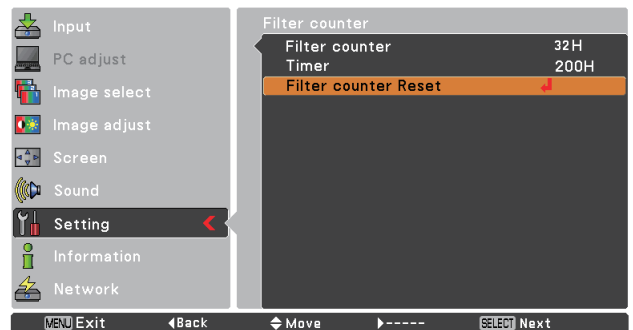 Input
PC adjust
Image select
Image adjust
Screen
Sound
Setting
Information
Network
Filter counter
Filter counter 32H
Timer 200H
Filter counter Reset
MENU Exit Back Move ----- SELECT Next